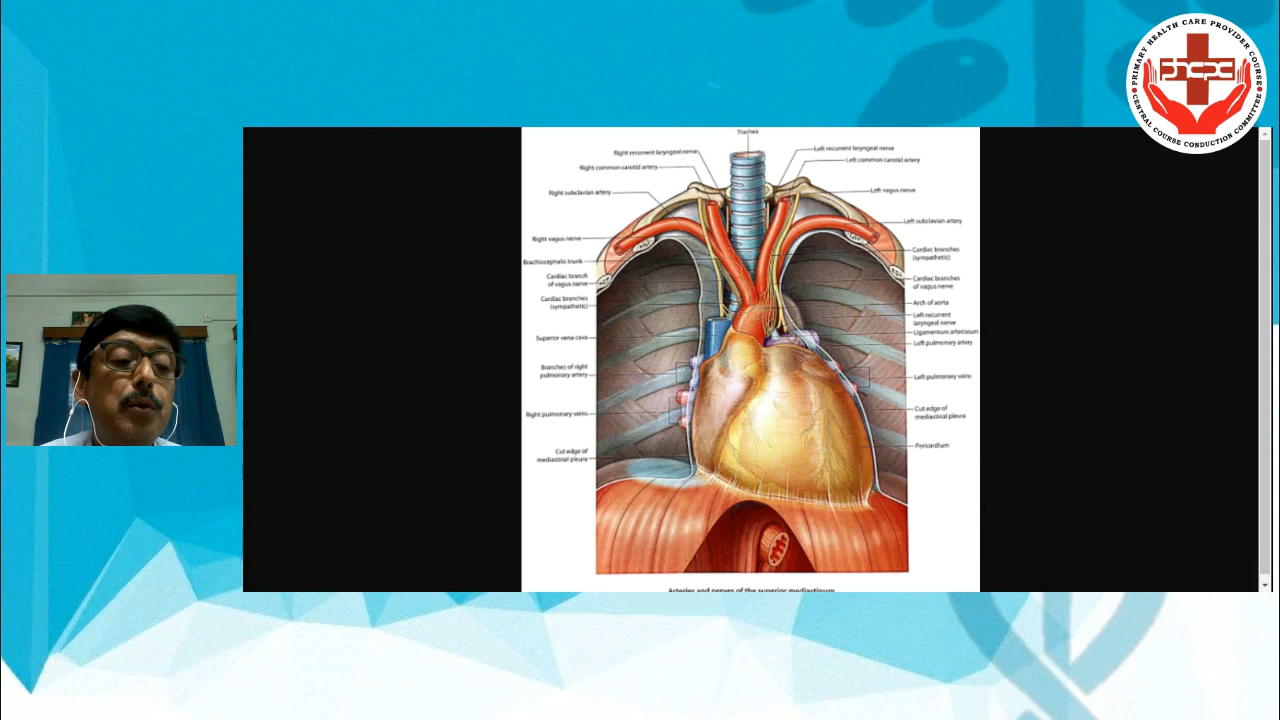 PRIMARY HEALTH CARE PROVIDER COURSE
phcpc
CENTRAL COURSE CONDUCTION COMMITTEE
Trachea
Right recurrent laryngeal nerve
Left recurrent laryngeal nerve
Right common carotid artery
Left common carotid artery
Right subclavian artery
Left vagus nerve
Left subclavian artery
Right vagus nerve
Brachiocephalic trunk
Cardiac branches
(sympathetic)
Cardiac branch
of vagus nerve
Cardiac branches
of vagus nerve
Cardiac branches
(sympathetic)
Arch of aorta
Left recurrent
laryngeal nerve
Superior vena cava
Ligamentum arteriosum
Left pulmonary artery
Branches of right
pulmonary artery
Left pulmonary veins
Right pulmonary veins
Cut edge of
mediastinal pleura
Cut edge of
mediastinal pleura
Pericardium
Arteries and nerves of the superior mediastinum